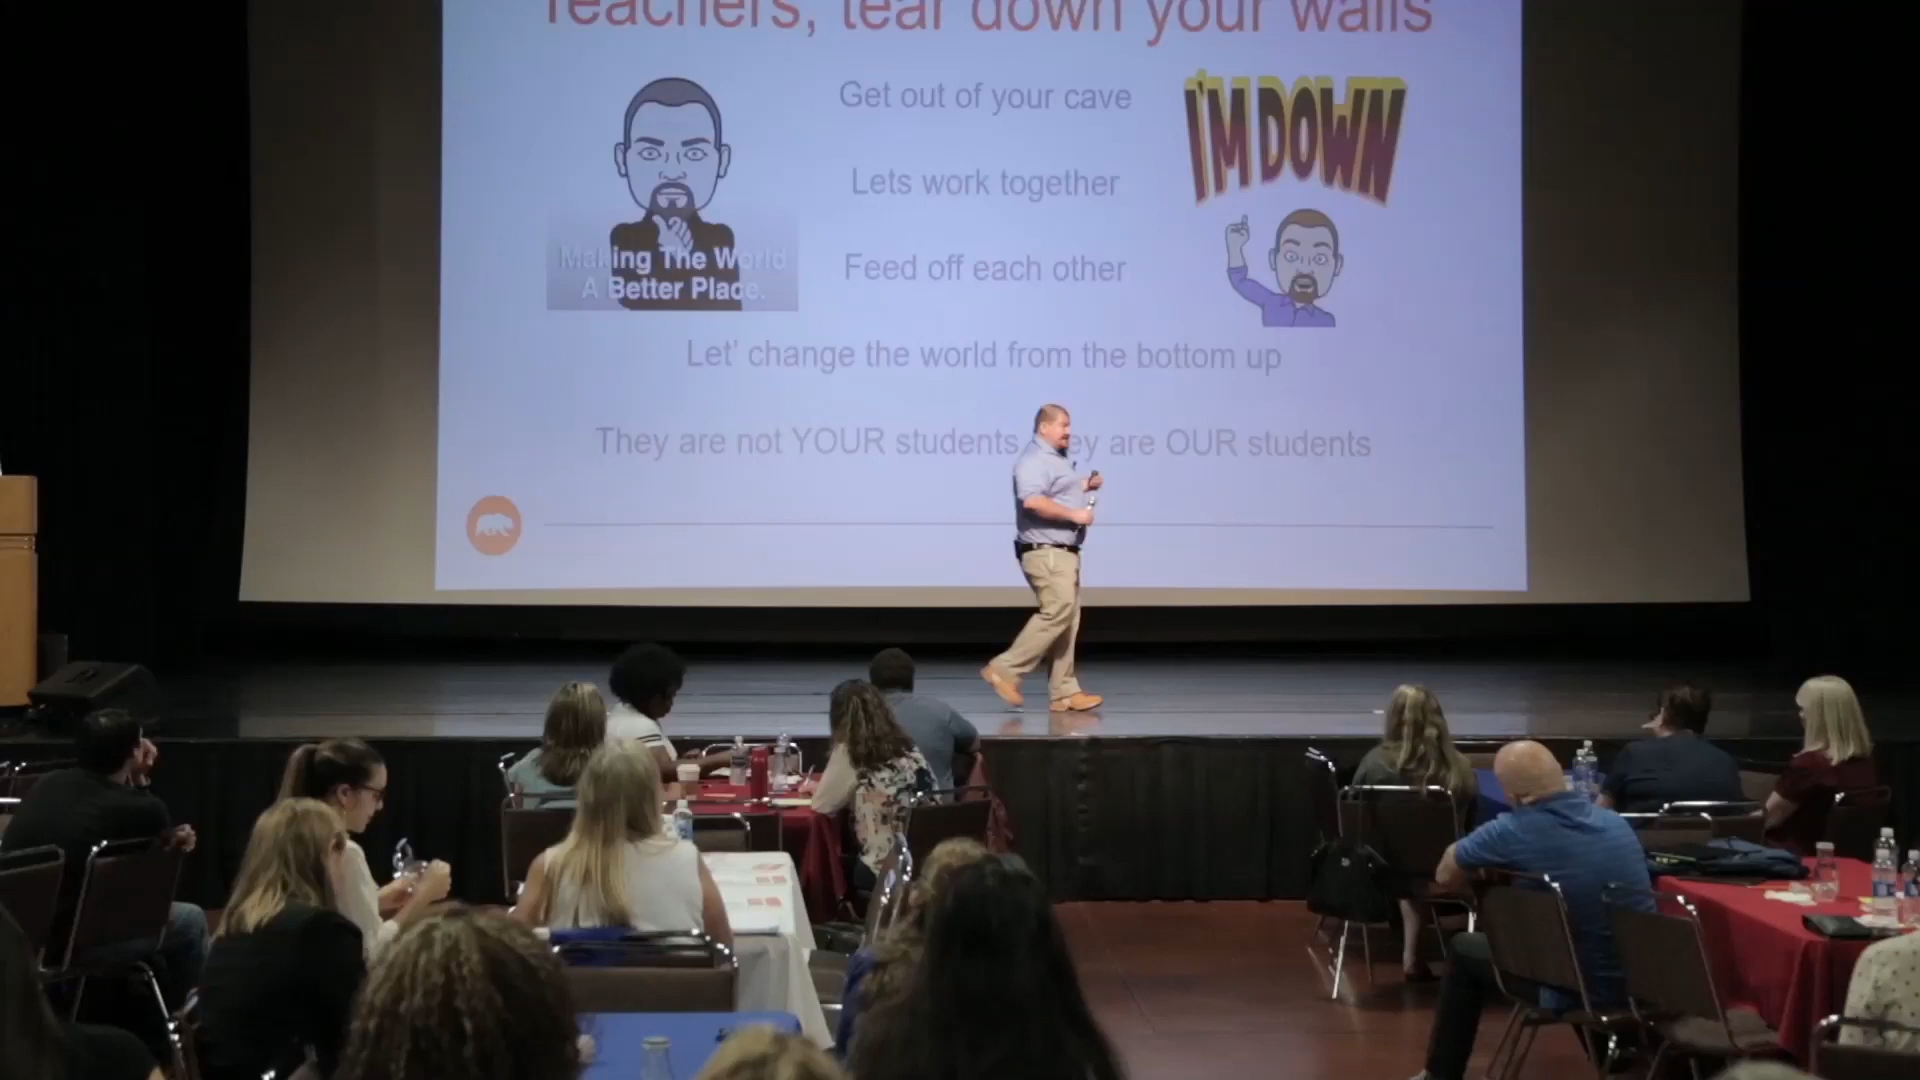 Teachers, tear down your walls
Get out of your cave
I'M DOWN
Lets work together
Making The World
A Better Place.
Feed off each other
Let' change the world from the bottom up
They are not YOUR students ey are OUR students